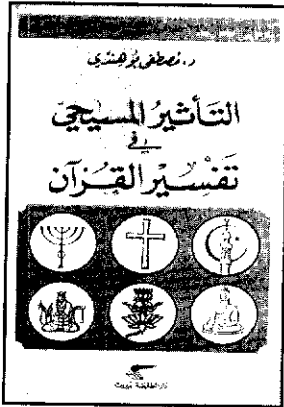 د. مصطفى بوهندي
التأثيرُ المسيحيّ
في
تفسير القرآن
دار الطليعة بيروت